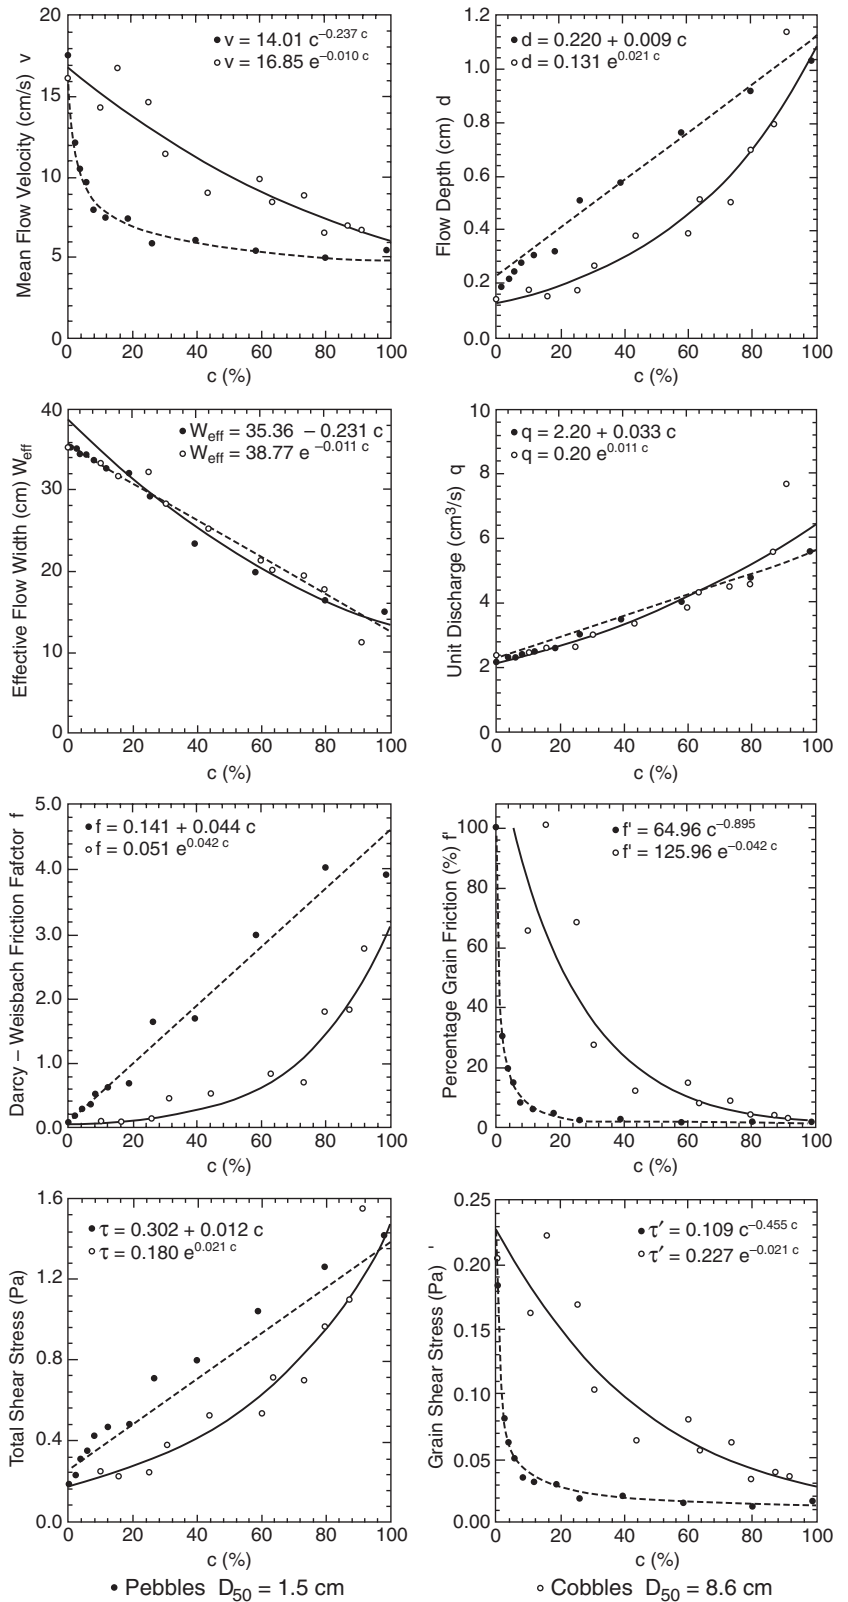 20
15
10
5
0
Mean Flow Velocity (cm/s) v
• v = 14.01 c^–0.237 c
○ v = 16.85 e^–0.010 c
0 20 40 60 80 100
c (%)
1.2
1.0
0.8
0.6
0.4
0.2
0.0
Flow Depth (cm) d
• d = 0.220 + 0.009 c
○ d = 0.131 e^0.021 c
0 20 40 60 80 100
c (%)
40
30
20
10
0
Effective Flow Width (cm) W_eff
• W_eff = 35.36 – 0.231 c
○ W_eff = 38.77 e^–0.011 c
0 20 40 60 80 100
c (%)
10
8
6
4
2
0
Unit Discharge (cm³/s) q
• q = 2.20 + 0.033 c
○ q = 0.20 e^0.011 c
0 20 40 60 80 100
c (%)
5.0
4.0
3.0
2.0
1.0
0.0
Darcy – Weisbach Friction Fafctor f
• f = 0.141 + 0.044 c
○ f = 0.051 e^0.042 c
0 20 40 60 80 100
c (%)
100
80
60
40
20
0
Percentage Grain Friction (%) f'
• f' = 64.96 c^–0.895
○ f' = 125.96 e^–0.042 c
0 20 40 60 80 100
c (%)
1.6
1.2
0.8
0.4
0.0
Total Shear Stress (Pa)
• τ = 0.302 + 0.012 c
○ τ = 0.180 e^0.021 c
0 20 40 60 80 100
c (%)
0.25
0.20
0.15
0.10
0.05
0.00
Grain Shear Stress (Pa) '
• τ′ = 0.109 c^–0.455 c
○ τ′ = 0.227 e^–0.021 c
0 20 40 60 80 100
c (%)
• Pebbles D₅₀ = 1.5 cm
○ Cobbles D₅₀ = 8.6 cm